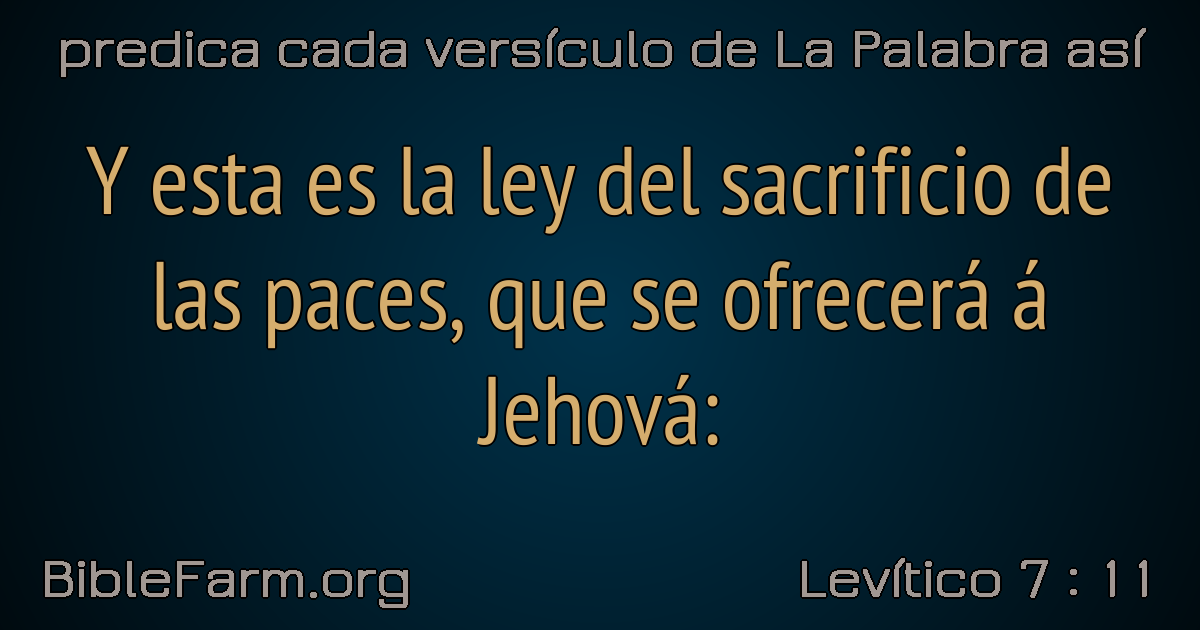 predica cada versículo de La Palabra así
Y esta es la ley del sacrificio de
las paces, que se ofrecerá á
Jehová:
BibleFarm.org
Levítico 7 : 11